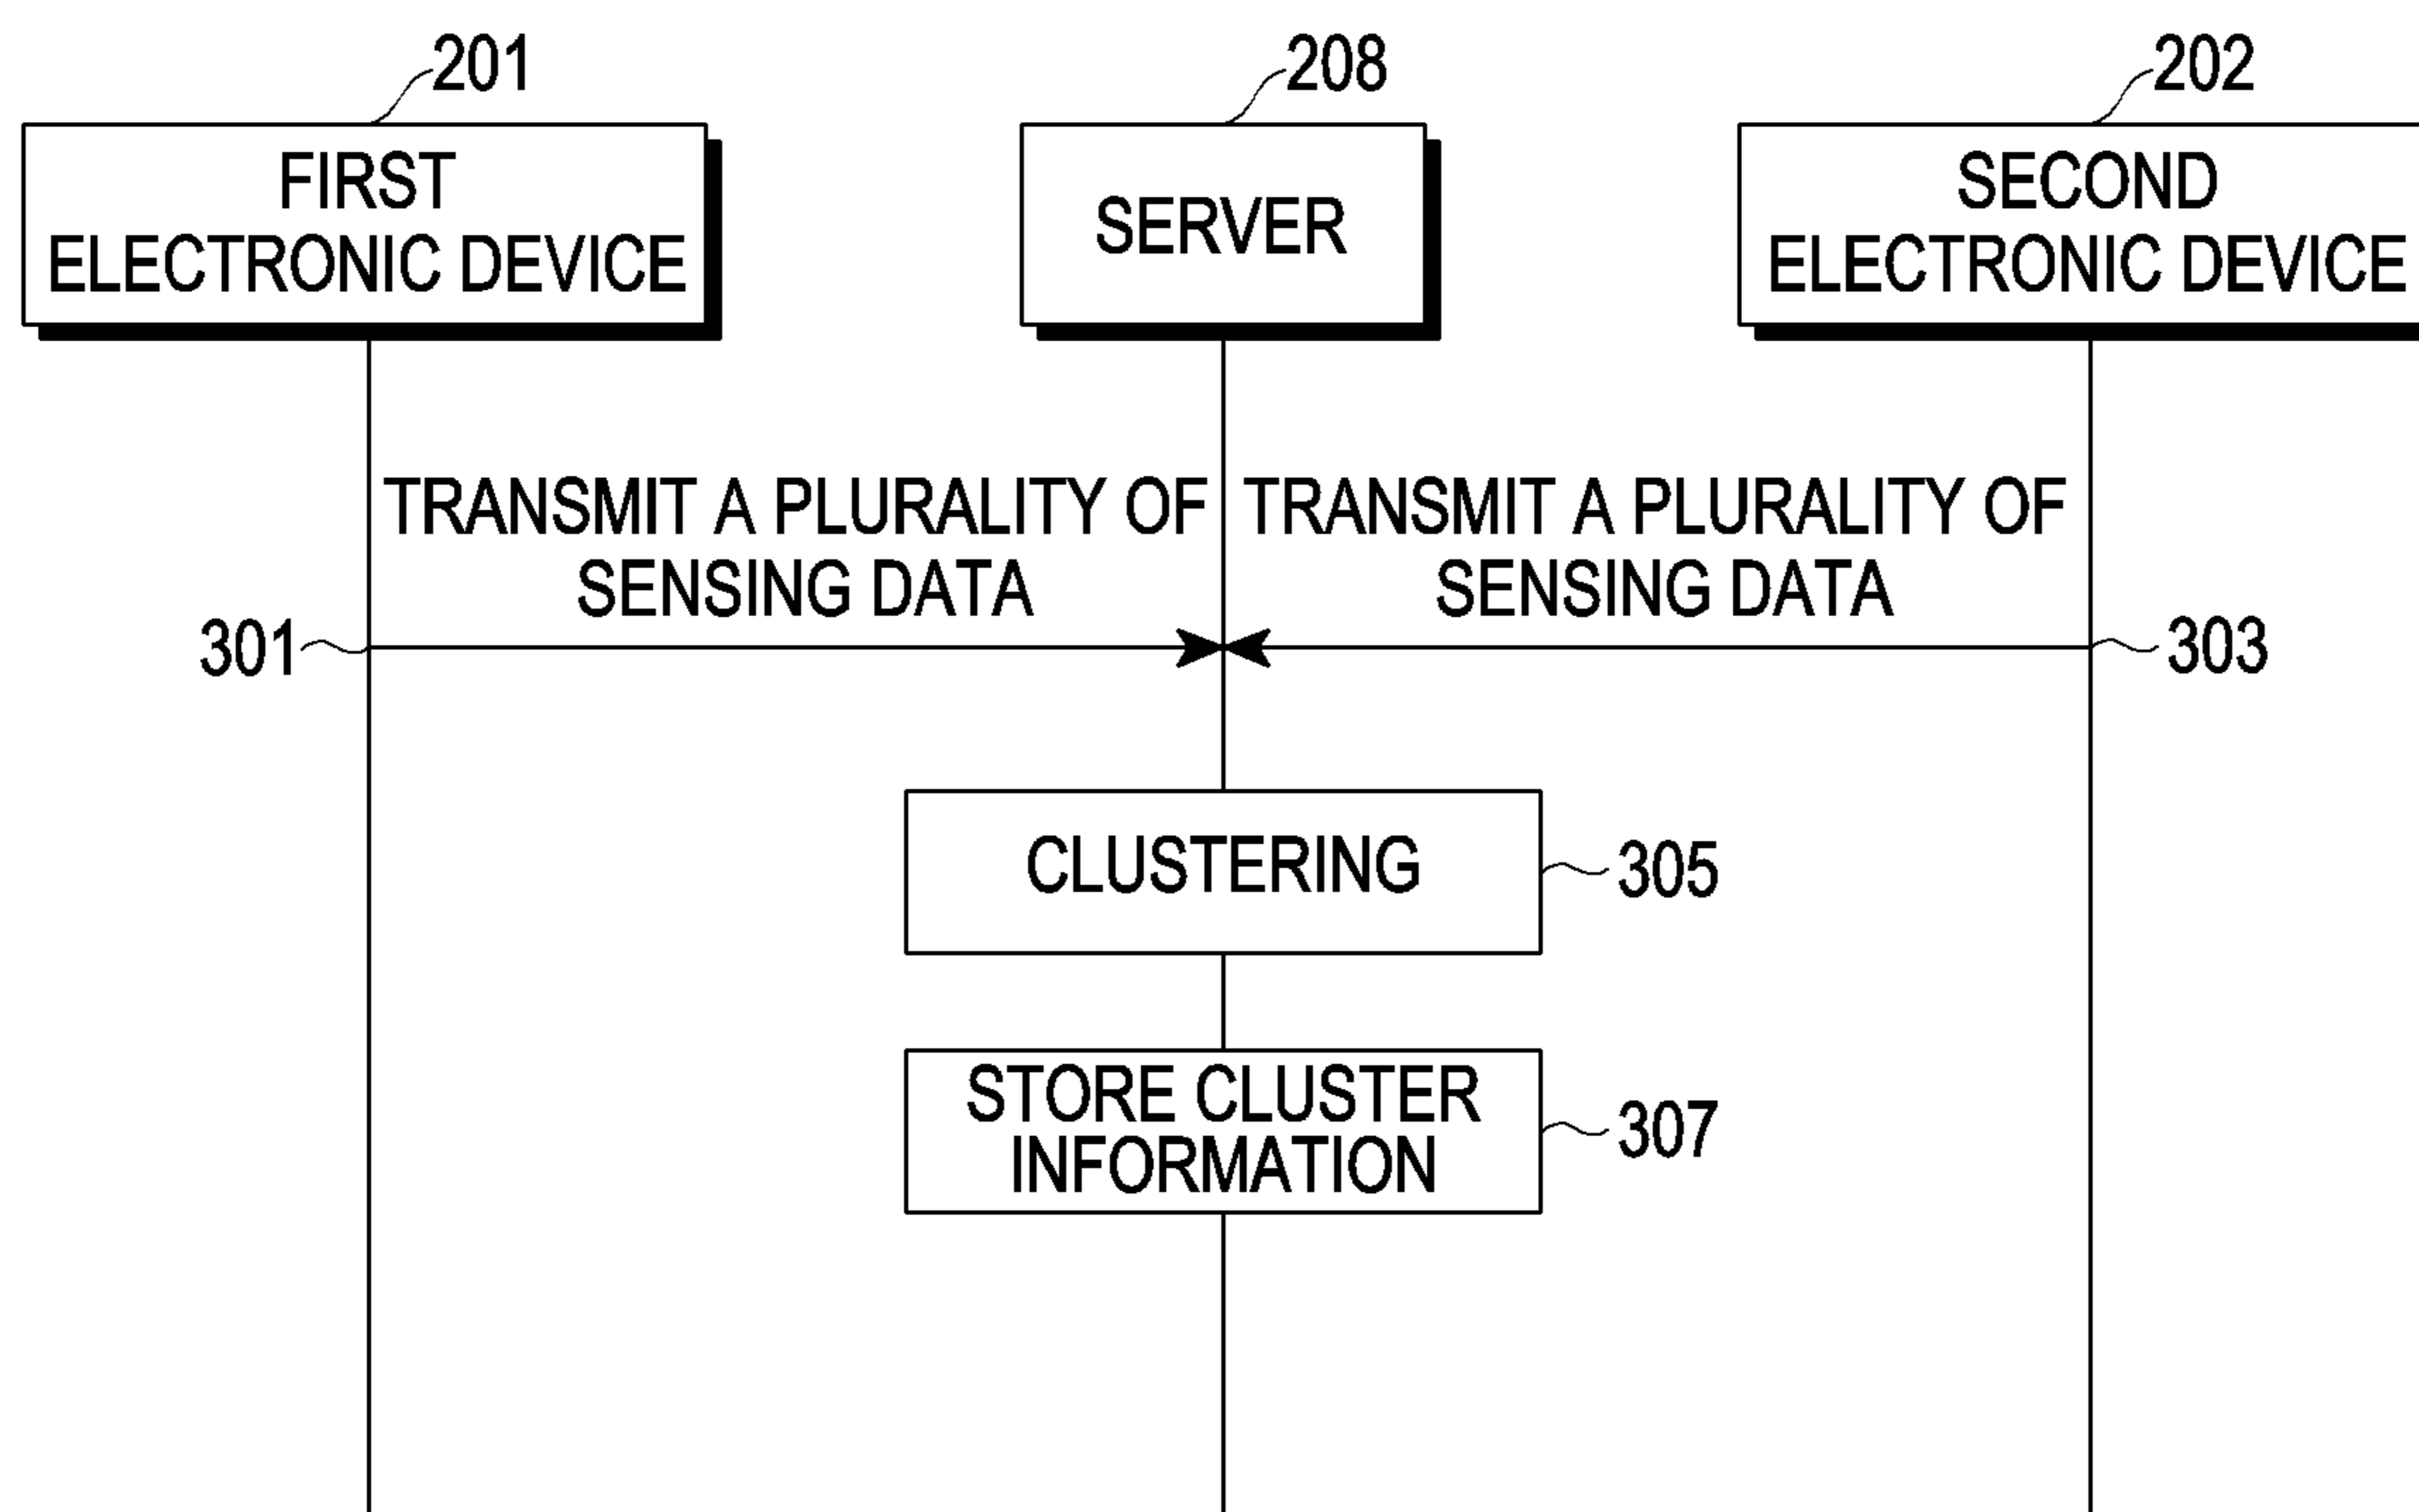 201
208
202
FIRST
ELECTRONIC DEVICE
SERVER
SECOND
ELECTRONIC DEVICE
TRANSMIT A PLURALITY OF
SENSING DATA
TRANSMIT A PLURALITY OF
SENSING DATA
301
303
CLUSTERING
305
STORE CLUSTER
INFORMATION
307